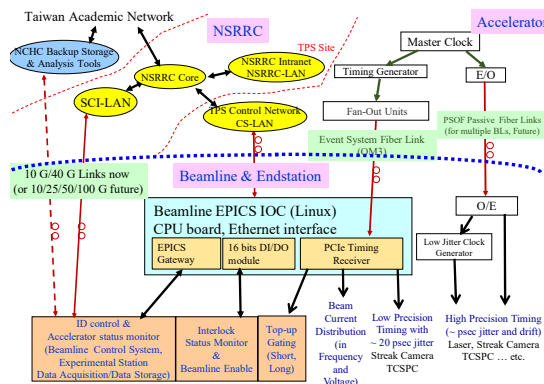 Taiwan Academic Network
NSRRC
Accelerator
NCHC Backup Storage
& Analysis Tools
TPS Site
Master Clock
NSRRC Core
NSRRC Intranet
NSRRC-LAN
Timing Generator
E/O
SCI-LAN
TPS Control Network
CS-LAN
Fan-Out Units
PSOF Passive Fiber Links
(for multiple BLs, Future)
Event System Fiber Link
(OM3)
10 G/40 G Links now
(or 10/25/50/100 G future)
Beamline & Endstation
Beamline EPICS IOC (Linux)
CPU board, Ethernet interface
O/E
EPICS
Gateway
16 bits DI/DO
module
PCIe Timing
Receiver
Low Jitter Clock
Generator
ID control &
Accelerator status monitor
(Beamline Control System,
Experimental Station
Data Acquisition/Data Storage)
Interlock
Status Monitor
& Beamline Enable
Top-up
Gating
(Short,
Long)
Beam
Current
Distribution
(in
Frequency
and
Voltage)
Low Precision
Timing with
~ 20 psec jitter
Streak Camera
TCSPC
High Precision Timing
(~ psec jitter and drift)
Laser, Streak Camera
TCSPC … etc.